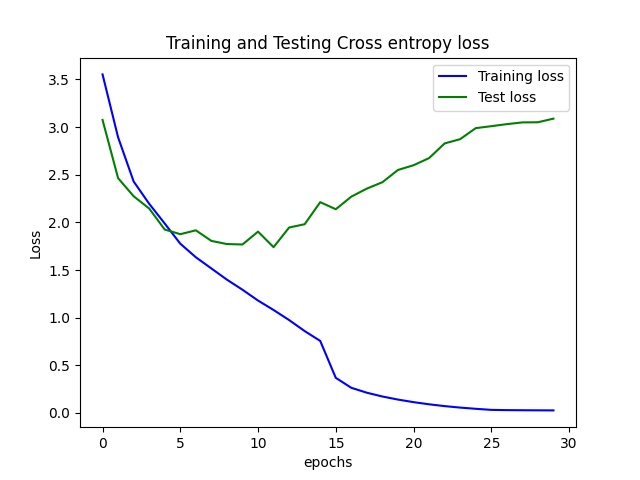 Training and Testing Cross entropy loss
Training loss
Test loss
3.5
3.0
2.5
2.0
1.5
1.0
0.5
0.0
Loss
0 5 10 15 20 25 30
epochs